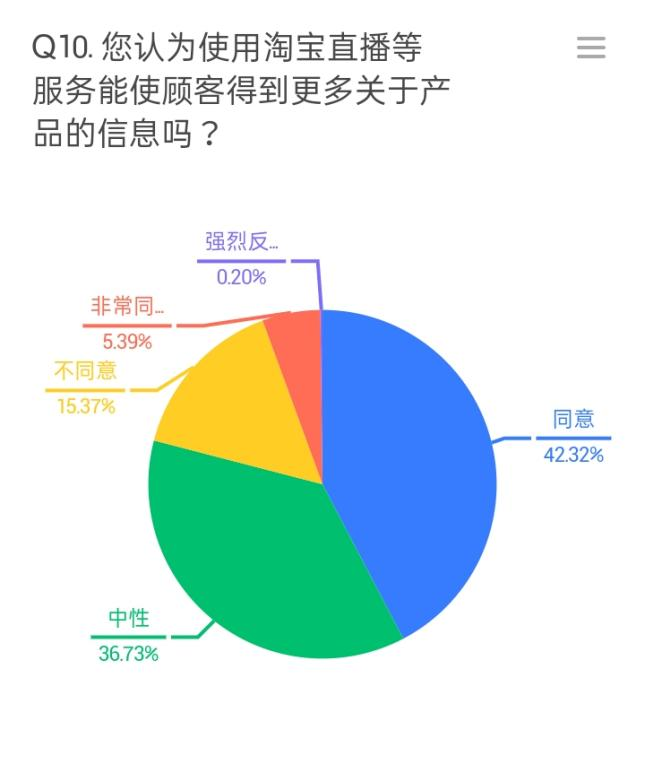 Q10. 您认为使用淘宝直播等
服务能使顾客得到更多关于产
品的信息吗？
强烈反...
0.20%
非常同...
5.39%
不同意
15.37%
同意
42.32%
中性
36.73%